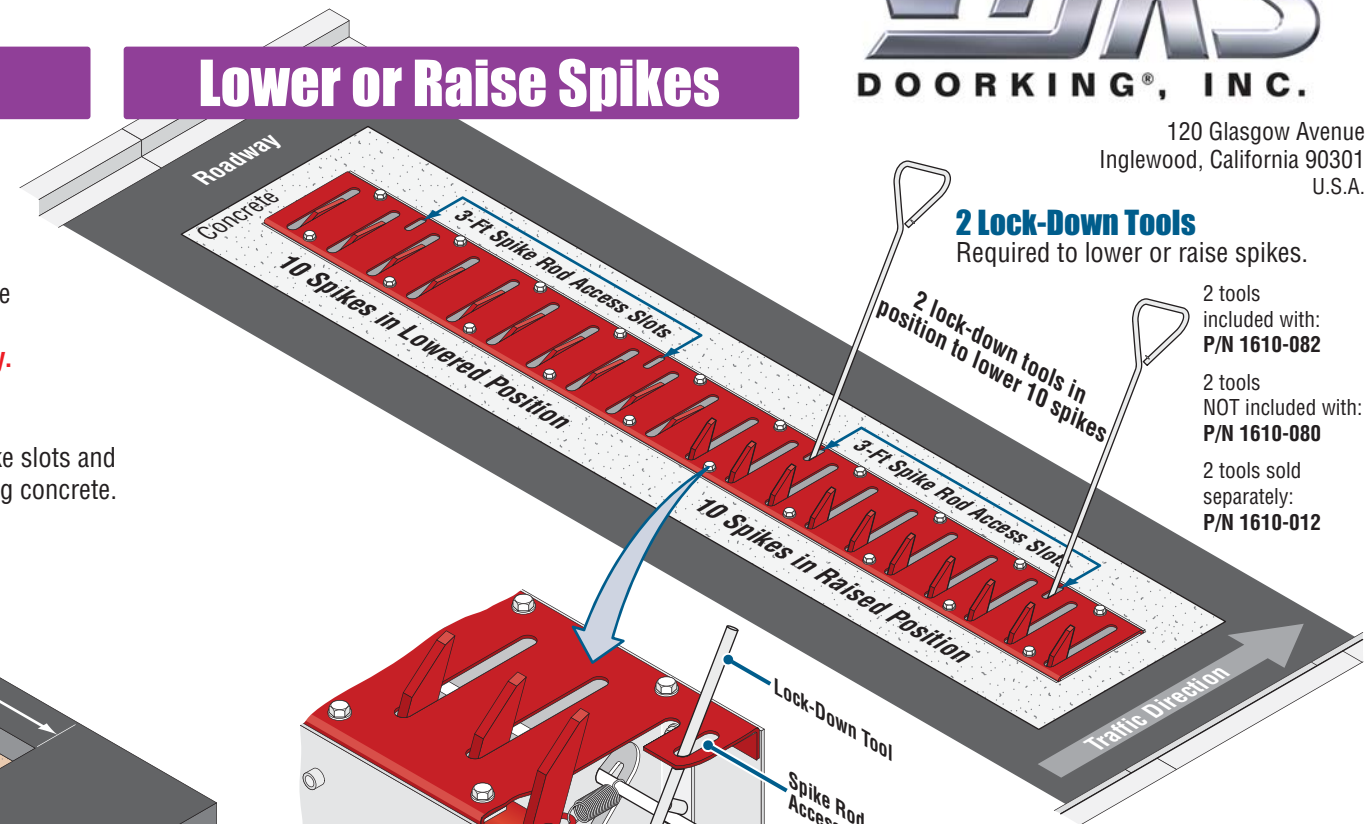 Lower or Raise Spikes
DOORKING®, INC.
120 Glasgow Avenue
Inglewood, California 90301
U.S.A.
Roadway
Concrete
3-Ft Spike Rod Access Slots
10 Spikes in Lowered Position
2 Lock-Down Tools
Required to lower or raise spikes.
2 lock-down tools in
position to lower 10 spikes
2 tools
included with:
P/N 1610-082
2 tools
NOT included with:
P/N 1610-080
2 tools sold
separately:
P/N 1610-012
slots and
concrete.
3-Ft Spike Rod Access Slots
10 Spikes in Raised Position
Traffic Direction
Lock-Down Tool
Spike Rod